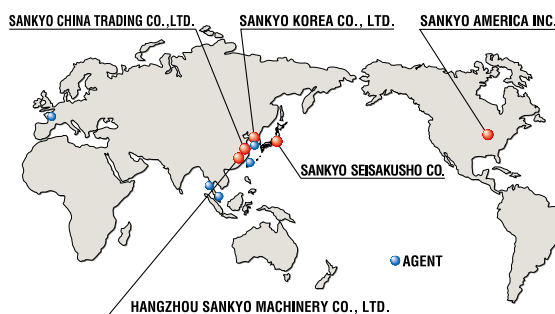 SANKYO CHINA TRADING CO.,LTD.
SANKYO KOREA CO., LTD.
SANKYO AMERICA INC.
SANKYO SEISAKUSHO CO.
AGENT
HANGZHOU SANKYO MACHINERY CO., LTD.